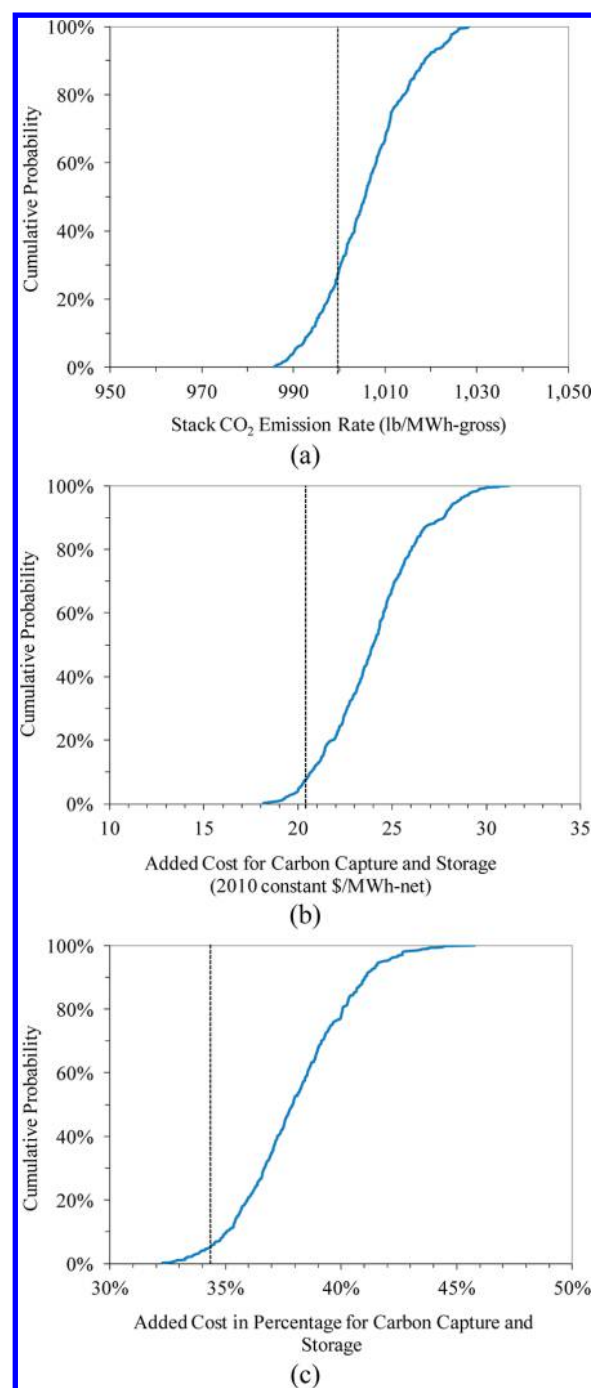 100%
80%
60%
40%
20%
0%
Cumulative Probability
950 970 990 1,010 1,030 1,050
Stack CO₂ Emission Rate (lb/MWh-gross)
(a)
100%
80%
60%
40%
20%
0%
Cumulative Probability
10 15 20 25 30 35
Added Cost for Carbon Capture and Storage
(2010 constant $/MWh-net)
(b)
100%
80%
60%
40%
20%
0%
Cumulative Probability
30% 35% 40% 45% 50%
Added Cost in Percentage for Carbon Capture and
Storage
(c)